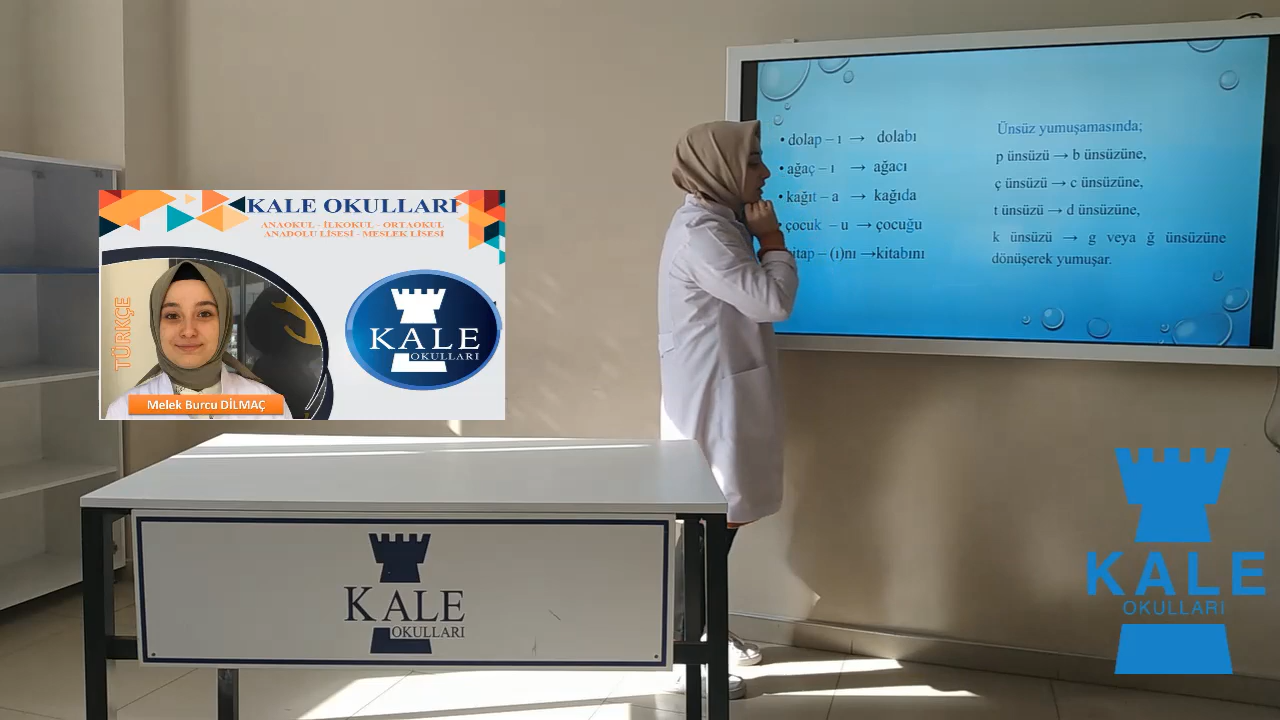 KALE OKULLARI
ANAOKUL - İLKOKUL - ORTAOKUL
ANADOLU LİSESİ - MESLEK LİSESİ
TÜRKÇE
KALE
OKULLARI
Melek Burcu DİLMAÇ
• dolap – ı → dolabı
• ağaç – ı → ağacı
• kağıt – a → kağıda
çocuk – u → çocuğu
itap – (ı)nı →kitabını
Ünsüz yumuşamasında;
p ünsüzü → b ünsüzüne,
ç ünsüzü → c ünsüzüne,
t ünsüzü → d ünsüzüne,
k ünsüzü → g veya ğ ünsüzüne
dönüşerek yumuşar.
KALE
OKULLARI
KALE
OKULLARI